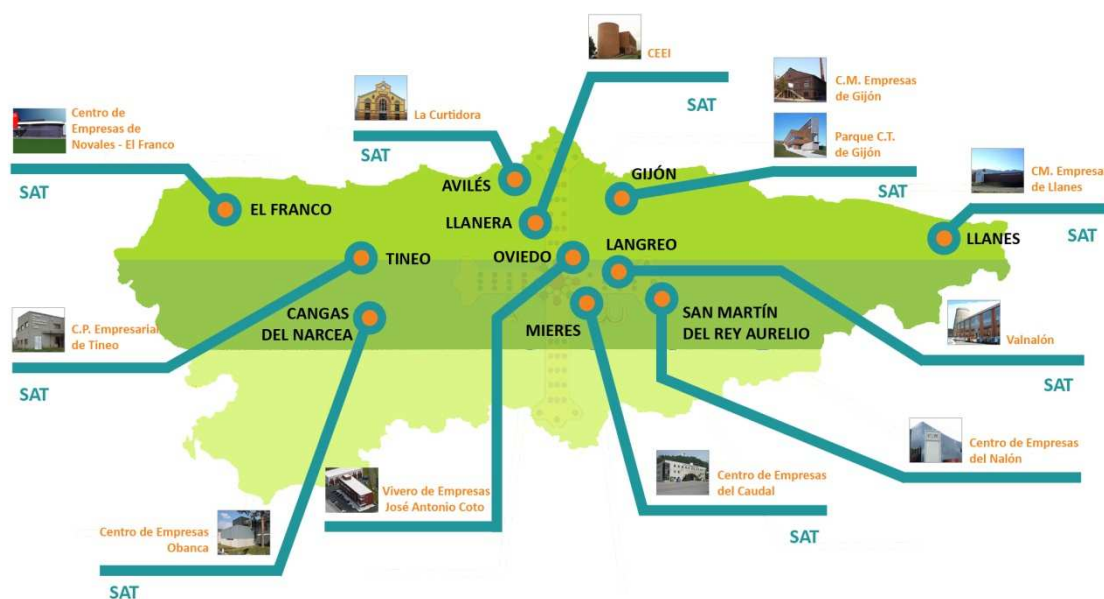 CEEI
SAT
C.M. Empresas
de Gijón
Parque C.T.
de Gijón
SAT
La Curtidora
SAT
Centro de
Empresas de
Novales - El Franco
SAT
CM. Empresas
de Llanes
SAT
AVILÉS
GIJÓN
EL FRANCO
LLANERA
LLANES
TINEO
OVIEDO
LANGREO
CANGAS
DEL NARCEA
MIERES
SAN MARTÍN
DEL REY AURELIO
C.P. Empresarial
de Tineo
SAT
Valnalón
SAT
Centro de Empresas
del Nalón
Centro de Empresas
del Caudal
SAT
Vivero de Empresas
José Antonio Coto
SAT
Centro de Empresas
Obanca
SAT